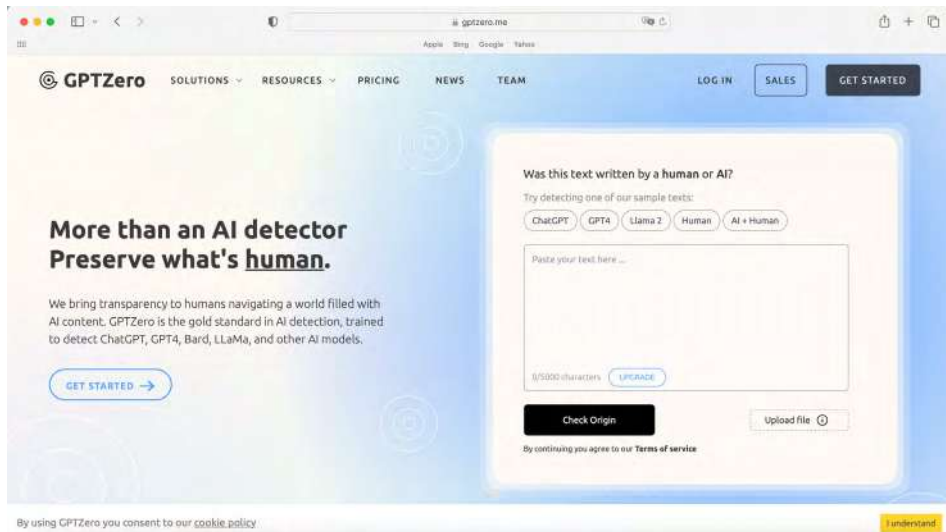 gptzero.me
Apple Bing Google Yahoo
GPTZero SOLUTIONS RESOURCES PRICING NEWS TEAM LOG IN SALES GET STARTED
Was this text written by a human or AI?
Try detecting one of our sample texts:
ChatGPT GPT4 Llama 2 Human AI + Human
More than an AI detector
Preserve what's human.
Paste your text here ...
We bring transparency to humans navigating a world filled with
AI content. GPTZero is the gold standard in AI detection, trained
to detect ChatGPT, GPT4, Bard, LLaMa, and other AI models.
GET STARTED →
0/5000 characters UPGRADE
Check Origin Upload file
By continuing you agree to our Terms of service
By using GPTZero you consent to our cookie policy I understand